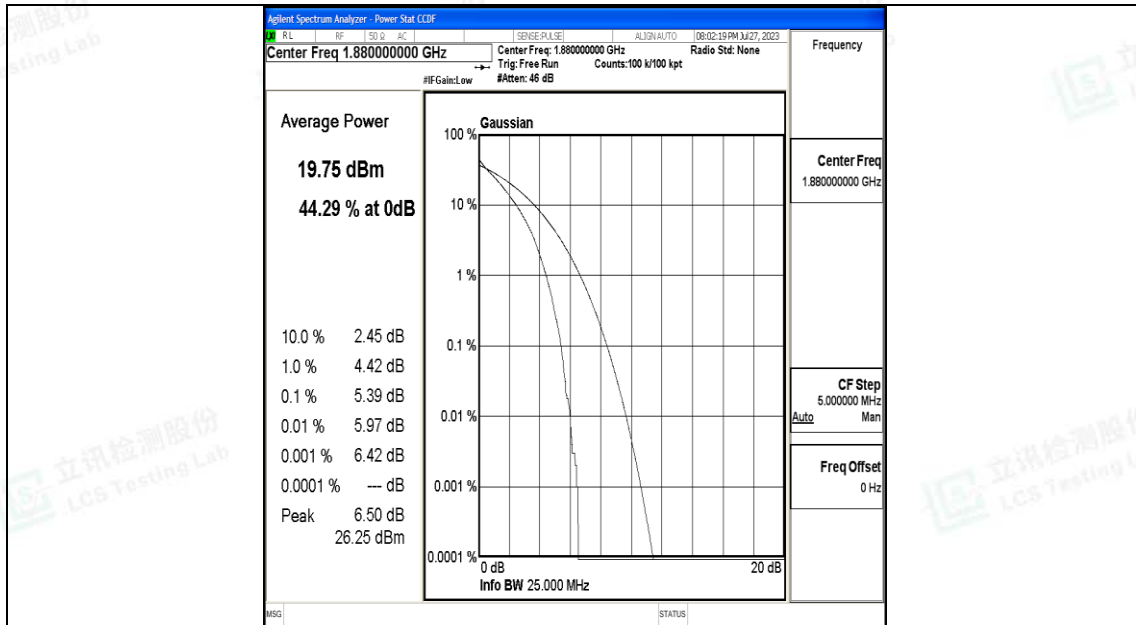 Agilent Spectrum Analyzer - Power Stat CCDF
RL RF 50 Ω AC SENSE:PULSE ALIGN AUTO 08:02:19 PM Jul 27, 2023
Center Freq 1.880000000 GHz
Center Freq: 1.880000000 GHz Radio Std: None
Trig: Free Run Counts:100 k/100 kpt
#IFGain:Low #Atten: 46 dB
Frequency
Average Power
19.75 dBm
44.29 % at 0dB
10.0 % 2.45 dB
1.0 % 4.42 dB
0.1 % 5.39 dB
0.01 % 5.97 dB
0.001 % 6.42 dB
0.0001 % --- dB
Peak 6.50 dB
26.25 dBm
Gaussian
100 %
10 %
1 %
0.1 %
0.01 %
0.001 %
0.0001 %
0 dB 20 dB
Info BW 25.000 MHz
Center Freq
1.880000000 GHz
CF Step
5.000000 MHz
Auto Man
Freq Offset
0 Hz
MSG STATUS
立讯检测股份
LCS Testing Lab